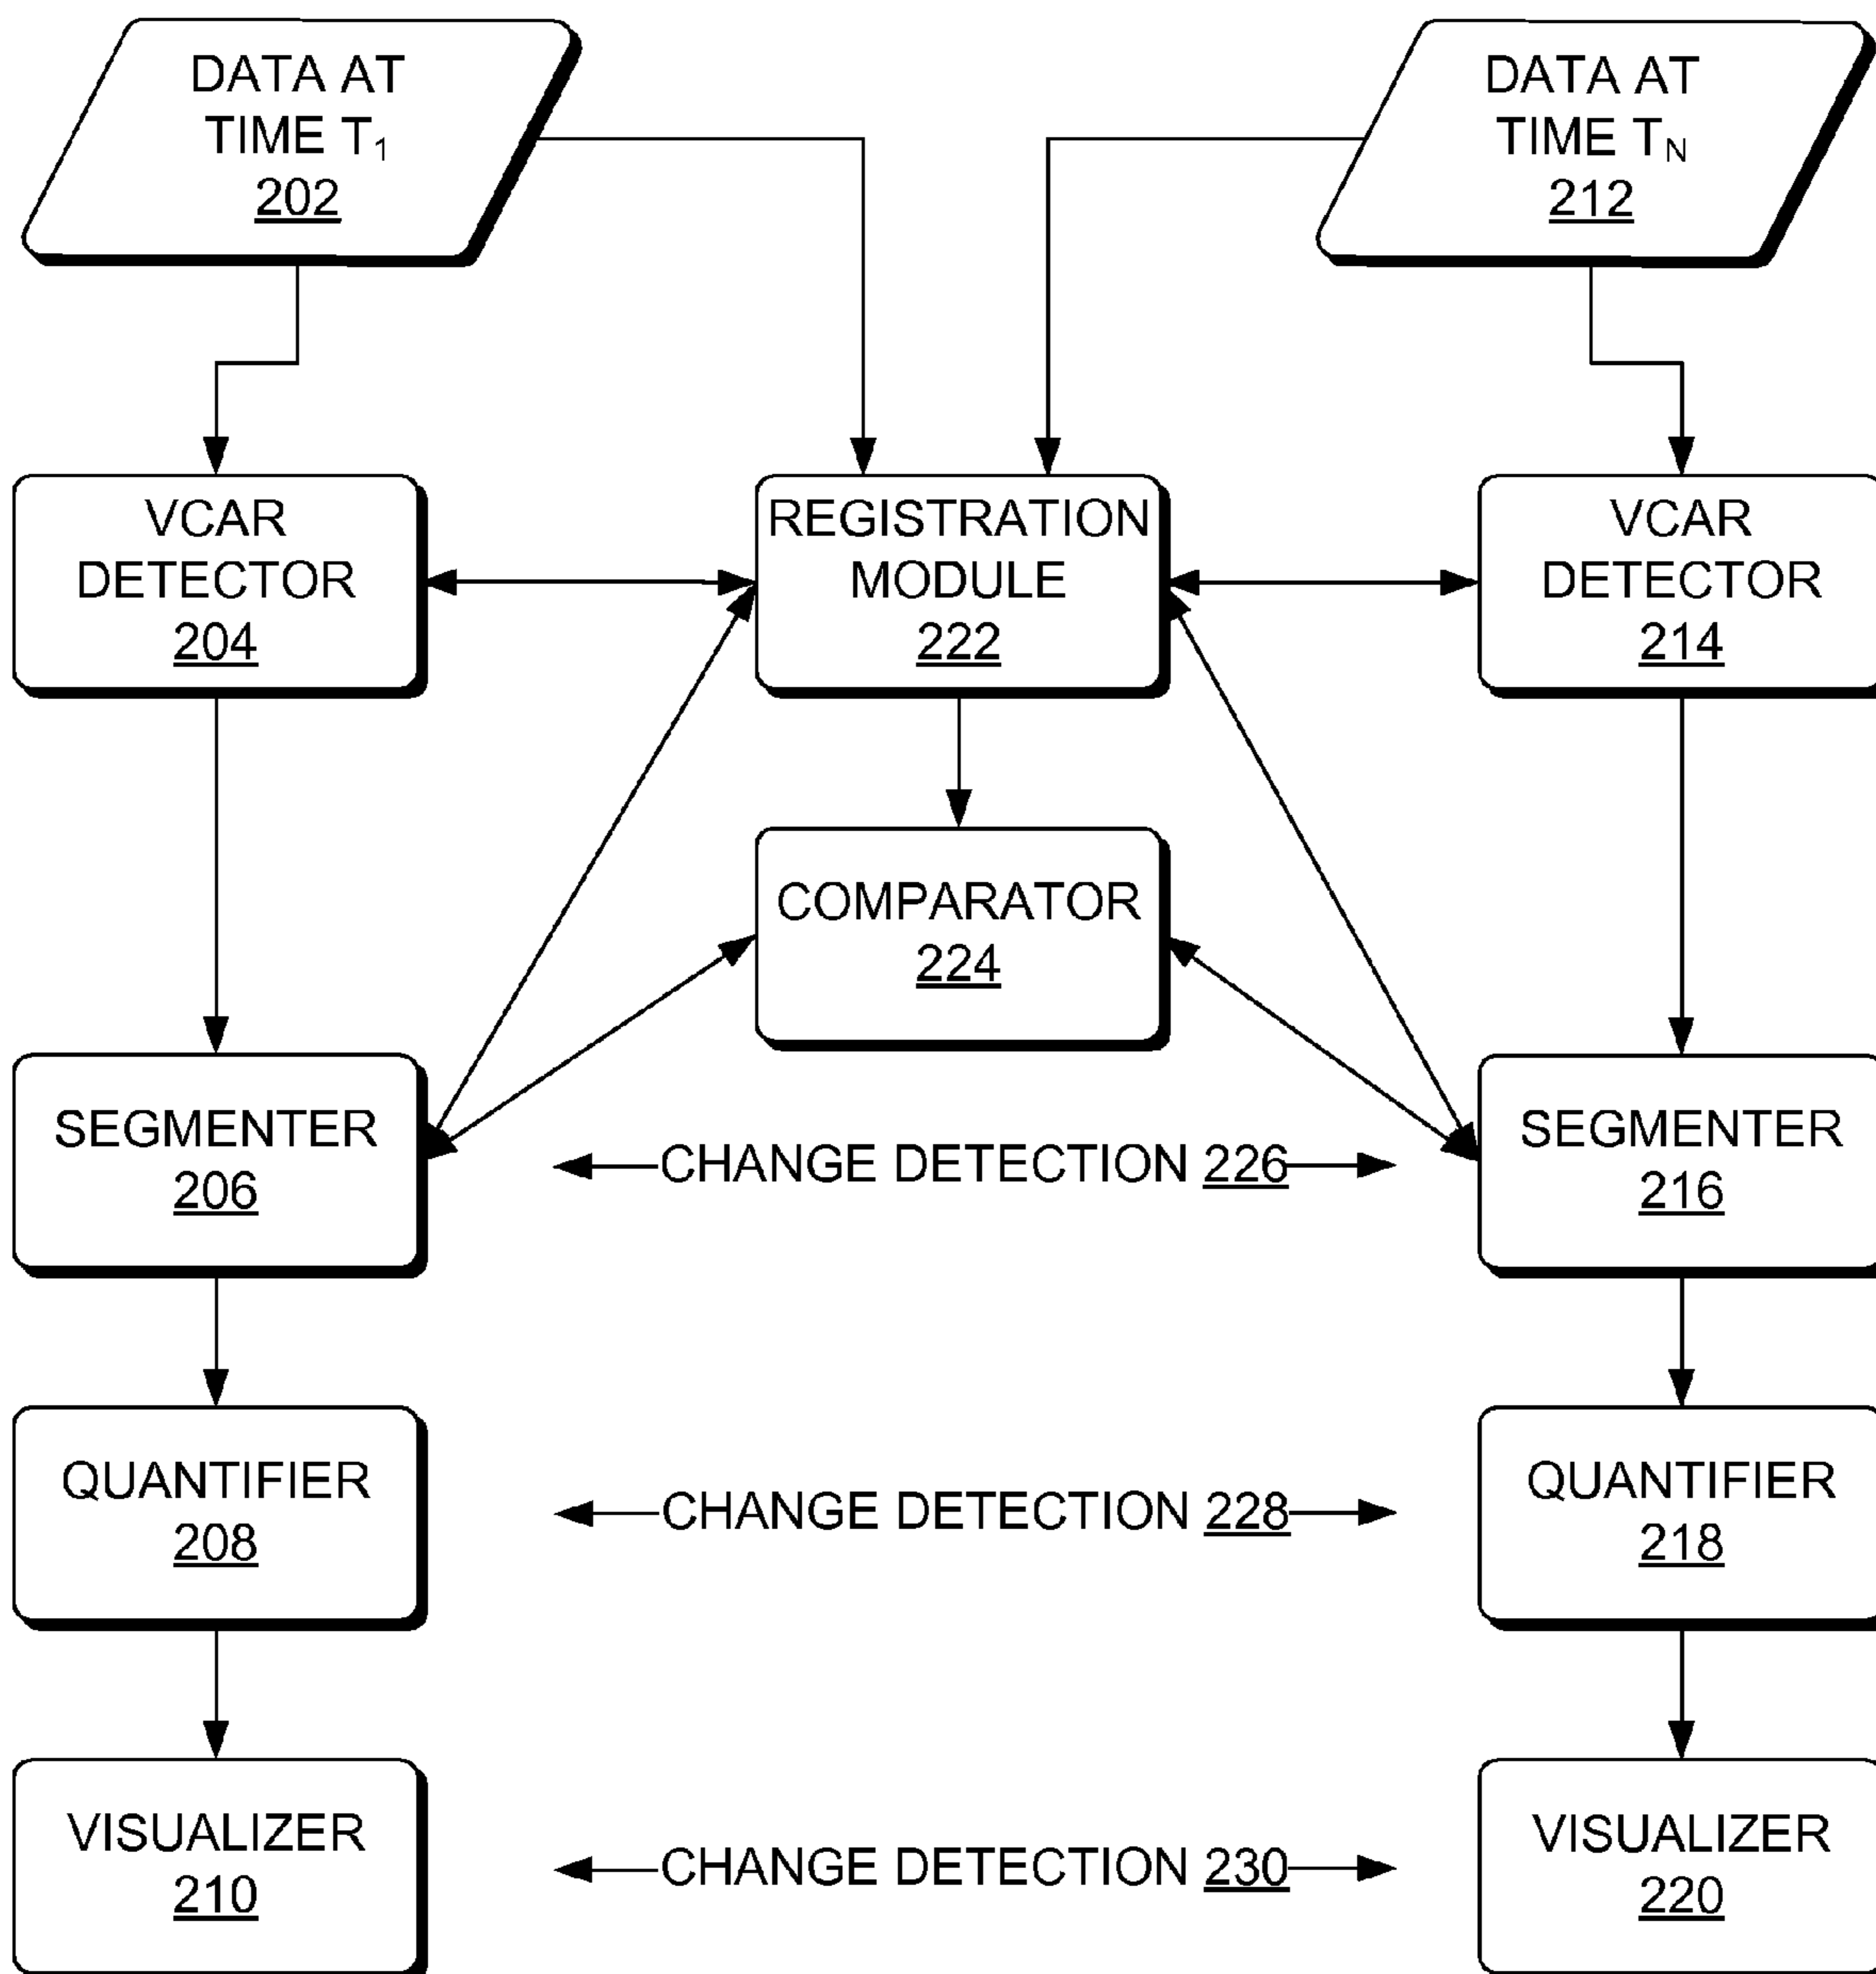 DATA AT
TIME T₁
202
DATA AT
TIME T_N
212
VCAR
DETECTOR
204
REGISTRATION
MODULE
222
VCAR
DETECTOR
214
COMPARATOR
224
SEGMENTER
206
CHANGE DETECTION 226
SEGMENTER
216
QUANTIFIER
208
CHANGE DETECTION 228
QUANTIFIER
218
VISUALIZER
210
CHANGE DETECTION 230
VISUALIZER
220